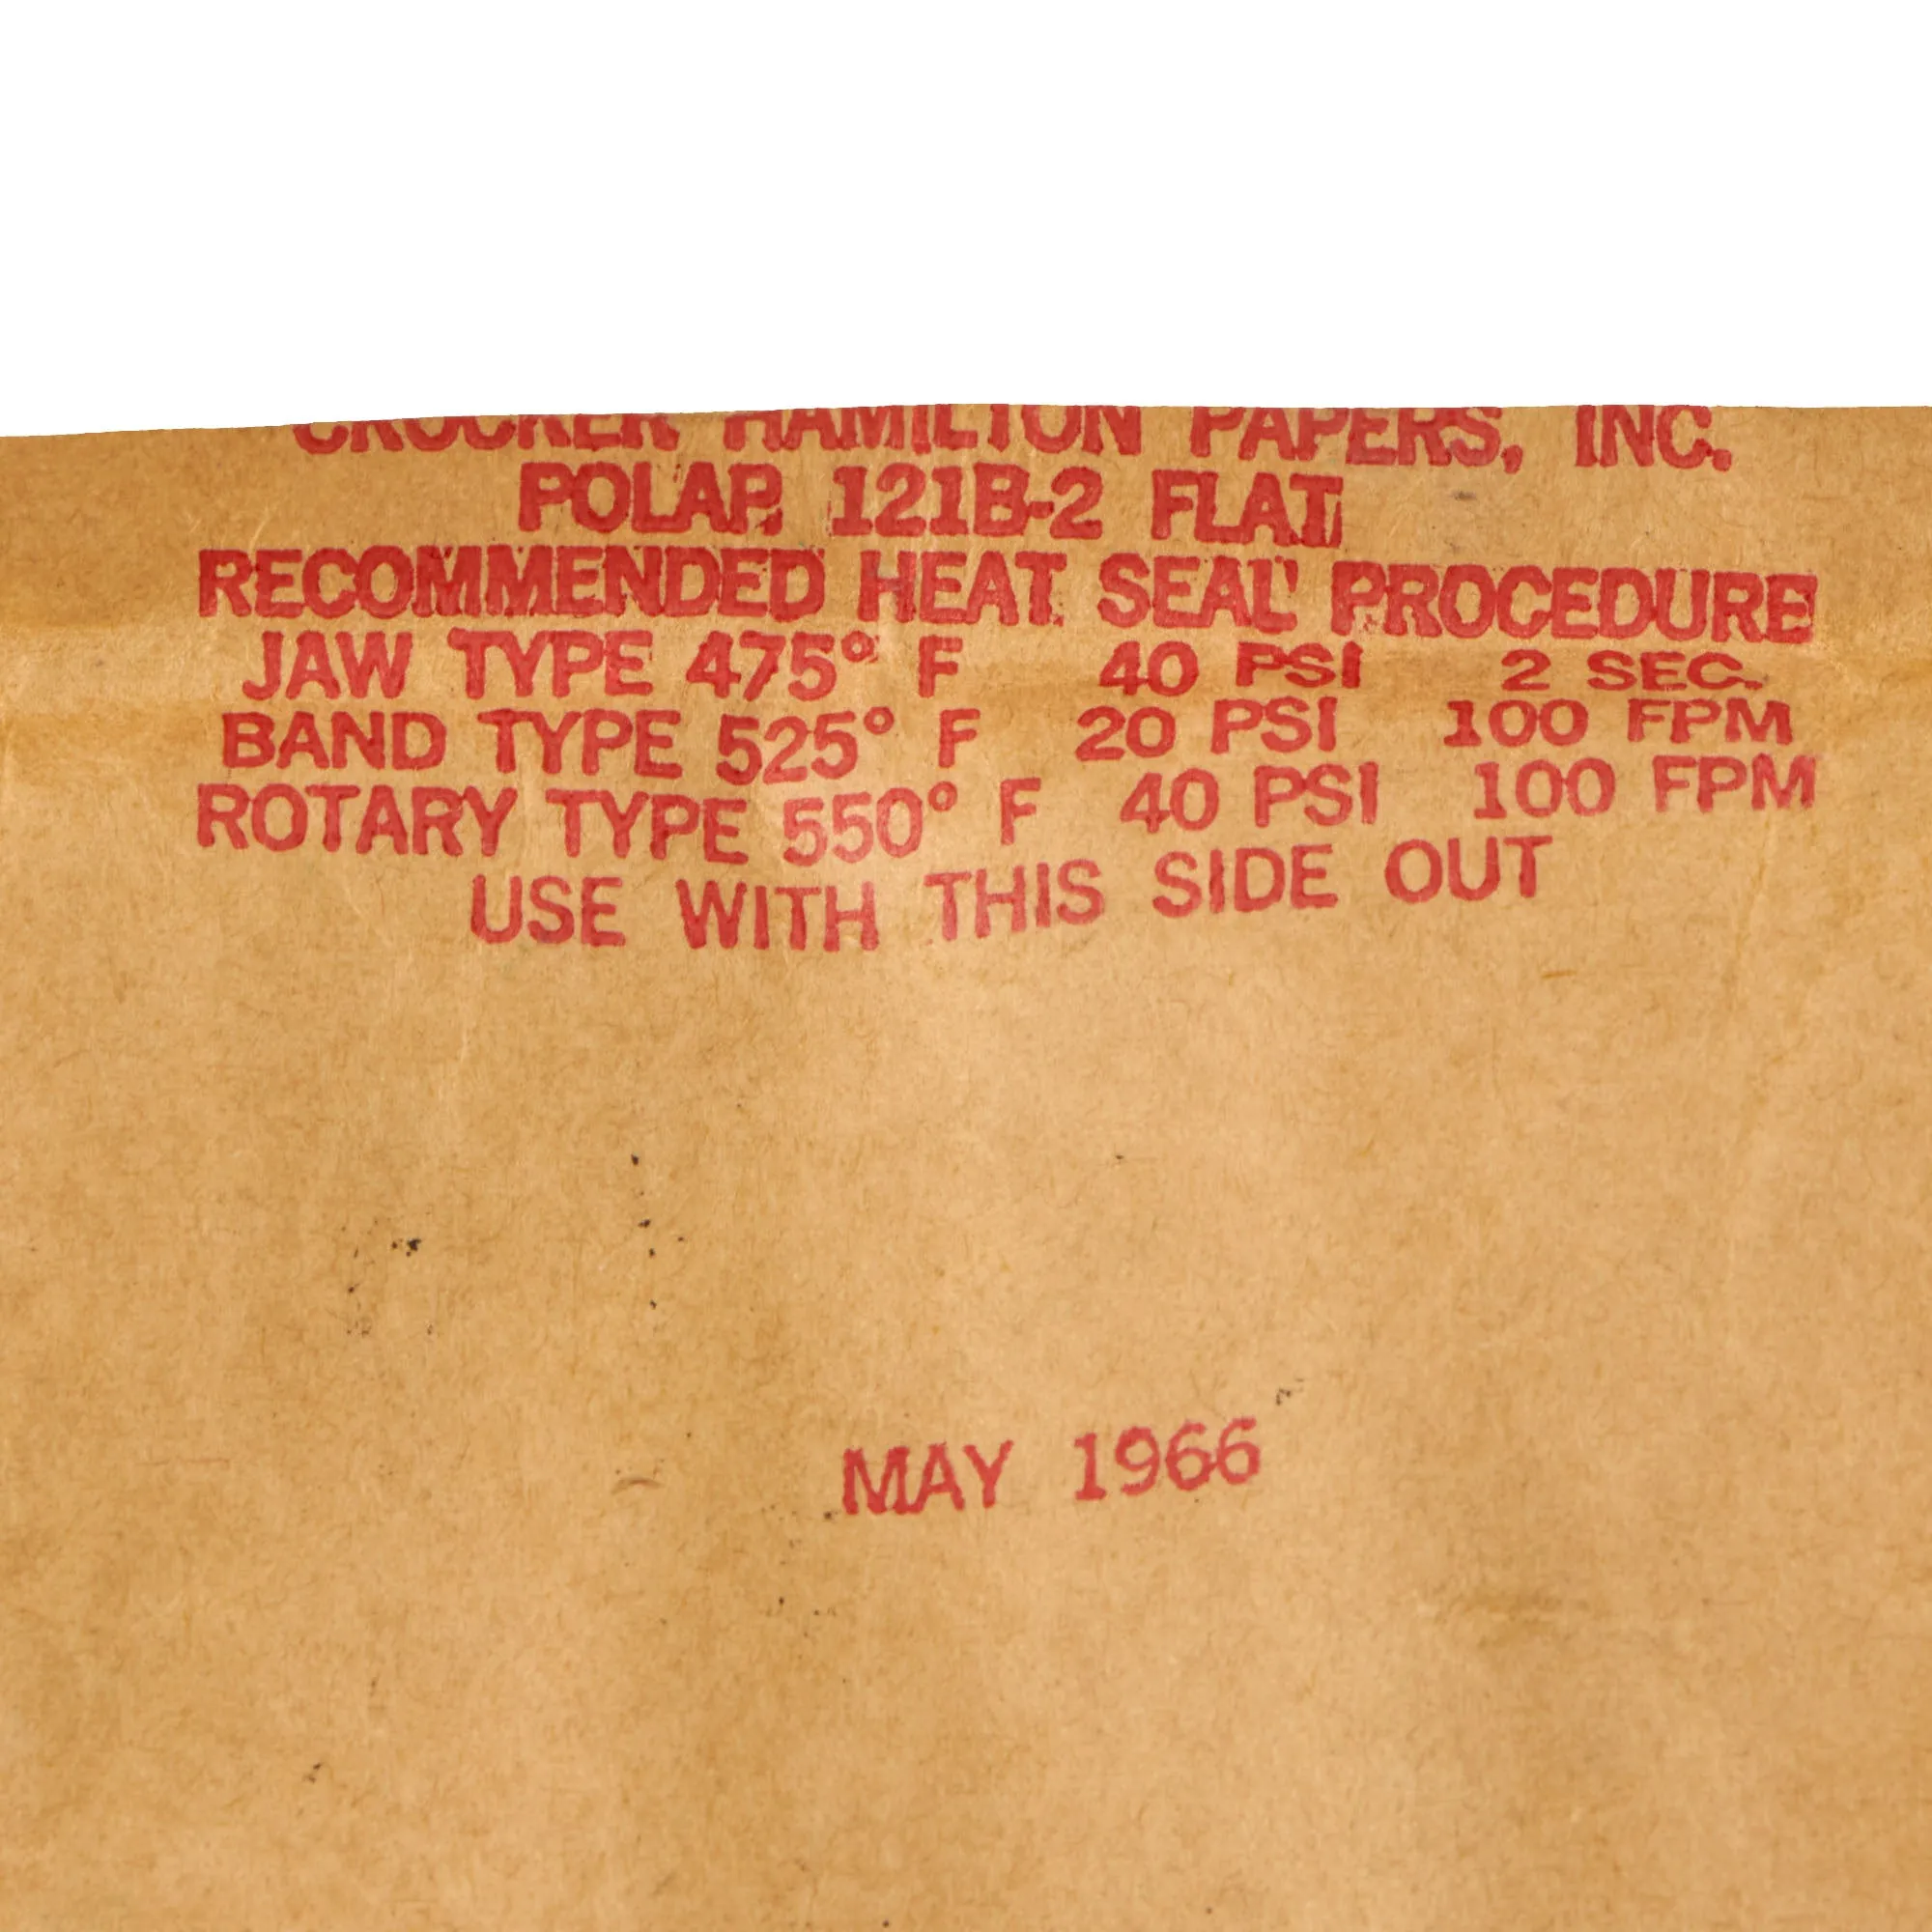 CROCKER HAMILTON PAPERS, INC.
POLAR 121B-2 FLAT
RECOMMENDED HEAT SEAL PROCEDURE
JAW TYPE 475° F 40 PSI 2 SEC.
BAND TYPE 525° F 20 PSI 100 FPM
ROTARY TYPE 550° F 40 PSI 100 FPM
USE WITH THIS SIDE OUT
MAY 1966